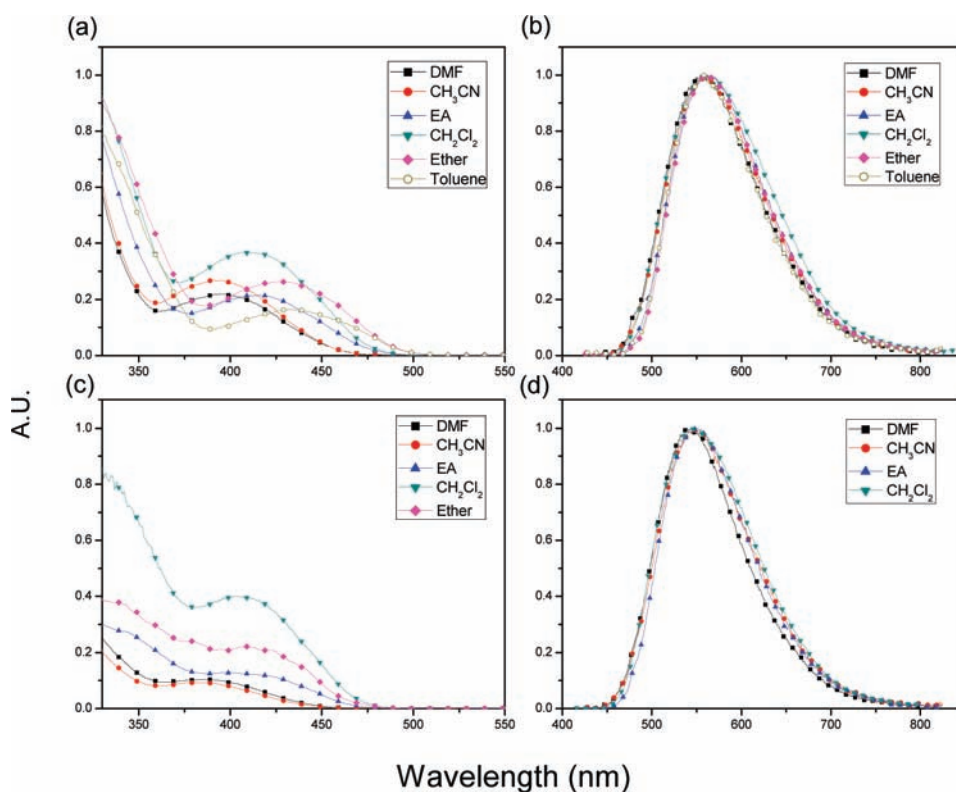 (a)
DMF
CH3CN
EA
CH2Cl2
Ether
Toluene
1.0
0.8
0.6
0.4
0.2
0.0
350 400 450 500 550
(b)
DMF
CH3CN
EA
CH2Cl2
Ether
Toluene
1.0
0.8
0.6
0.4
0.2
0.0
400 500 600 700 800
(c)
DMF
CH3CN
EA
CH2Cl2
Ether
1.0
0.8
0.6
0.4
0.2
0.0
350 400 450 500 550
(d)
DMF
CH3CN
EA
CH2Cl2
1.0
0.8
0.6
0.4
0.2
0.0
400 500 600 700 800
A.U.
Wavelength (nm)